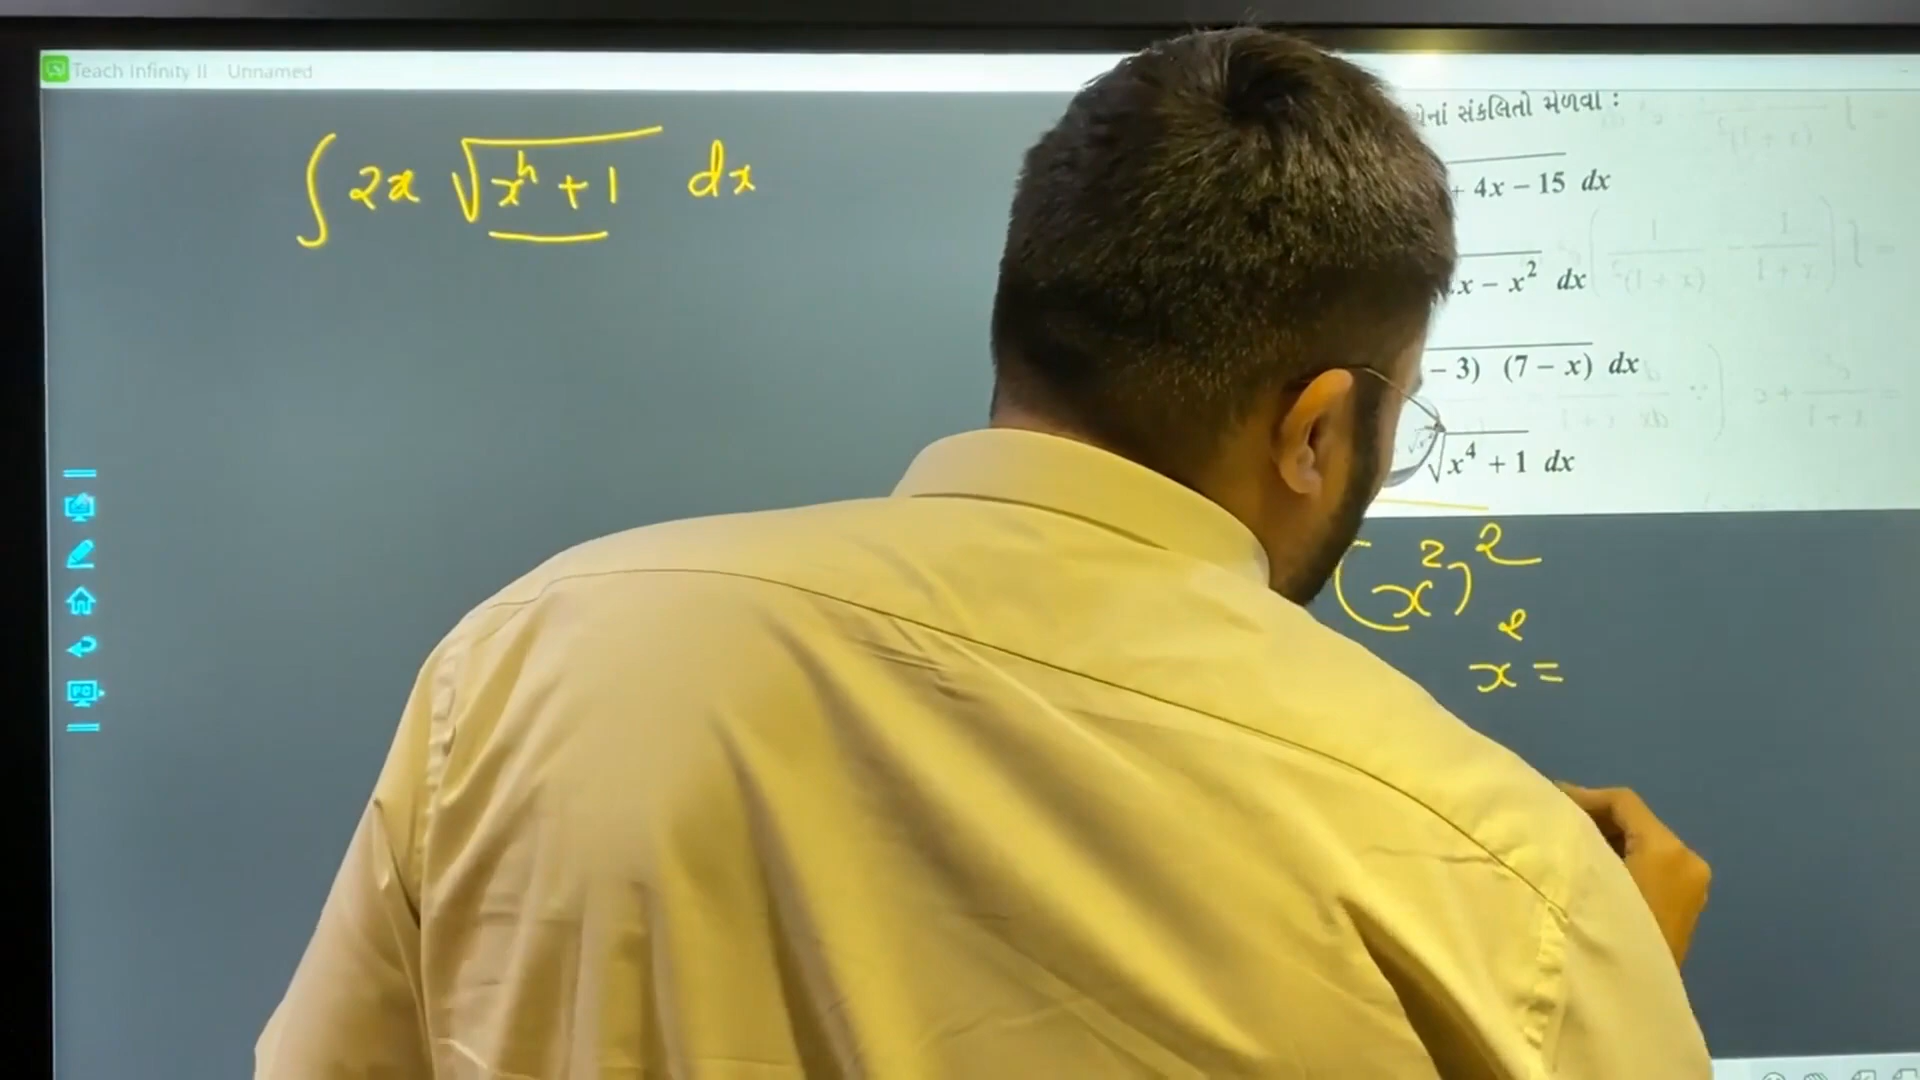 Teach Infinity II - Unnamed
∫ 2x √(x⁴ + 1) dx
સંકલિતો મેળવો :
+ 4x – 15 dx
x – x² dx
– 3) (7 – x) dx
√(x⁴ + 1) dx
(x²)²
x² =